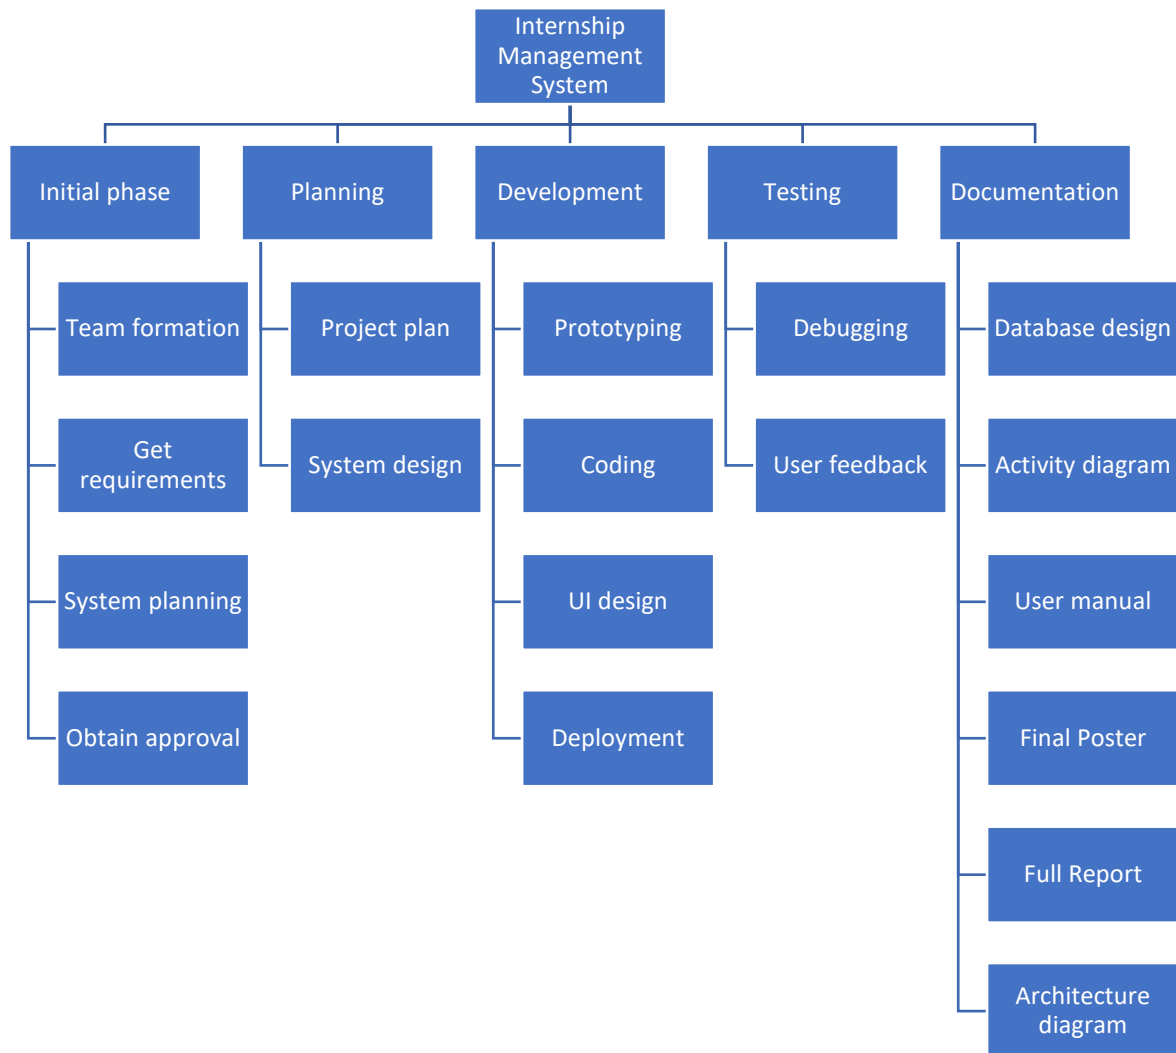 Internship
Management
System
Initial phase
Planning
Development
Testing
Documentation
Team formation
Project plan
Prototyping
Debugging
Database design
Get
requirements
System design
Coding
User feedback
Activity diagram
System planning
UI design
User manual
Obtain approval
Deployment
Final Poster
Full Report
Architecture
diagram